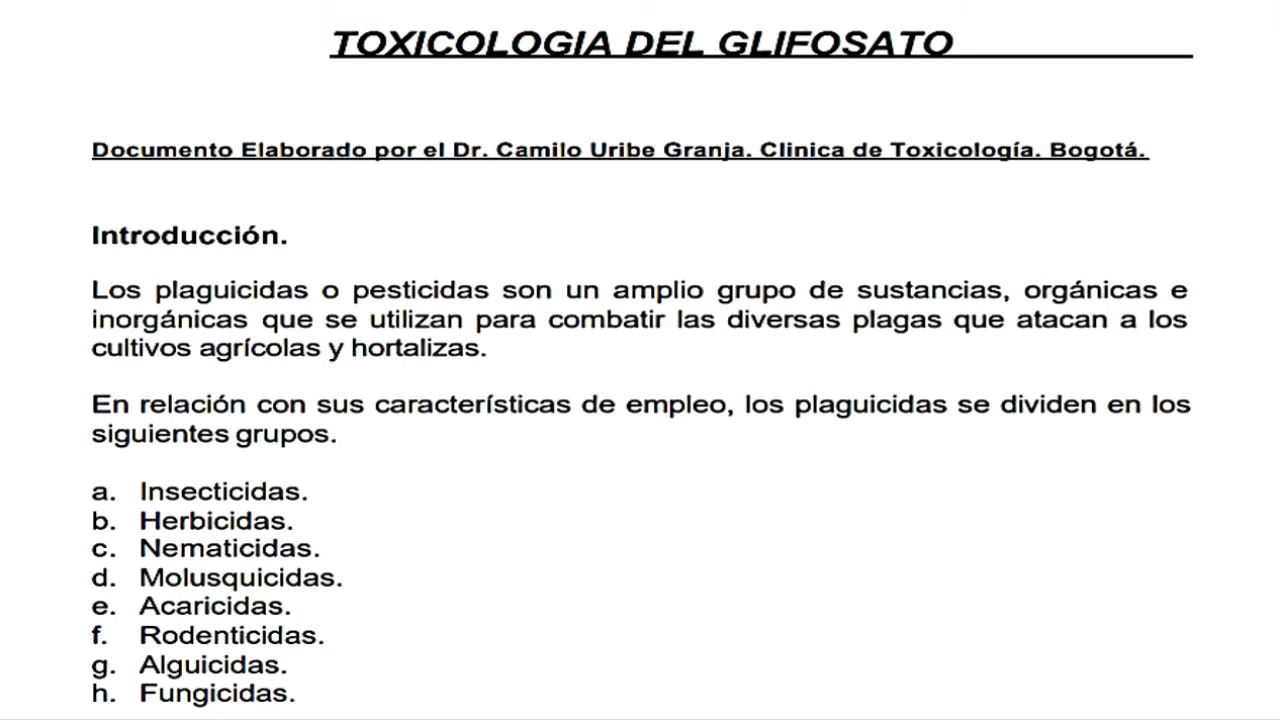 TOXICOLOGIA DEL GLIFOSATO
Documento Elaborado por el Dr. Camilo Uribe Granja. Clinica de Toxicología. Bogotá.
Introducción.
Los plaguicidas o pesticidas son un amplio grupo de sustancias, orgánicas e
inorgánicas que se utilizan para combatir las diversas plagas que atacan a los
cultivos agrícolas y hortalizas.
En relación con sus características de empleo, los plaguicidas se dividen en los
siguientes grupos.
a. Insecticidas.
b. Herbicidas.
c. Nematicidas.
d. Molusquicidas.
e. Acaricidas.
f. Rodenticidas.
g. Alguicidas.
h. Fungicidas.